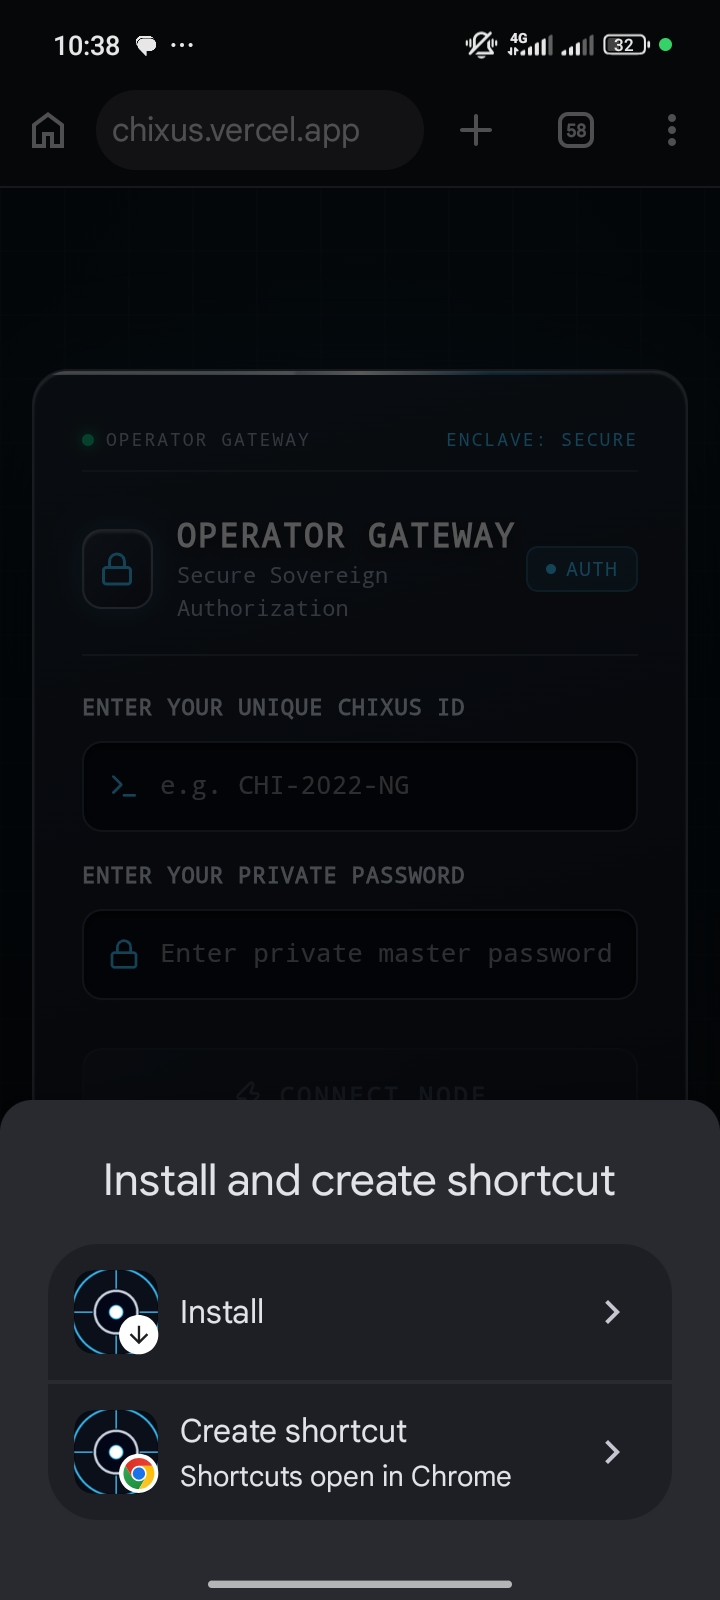 10:38
4G
32
chixus.vercel.app
58
OPERATOR GATEWAY
ENCLAVE: SECURE
OPERATOR GATEWAY
Secure Sovereign
Authorization
AUTH
ENTER YOUR UNIQUE CHIXUS ID
e.g. CHI-2022-NG
ENTER YOUR PRIVATE PASSWORD
Enter private master password
CONNECT NODE
Install and create shortcut
Install
Create shortcut
Shortcuts open in Chrome